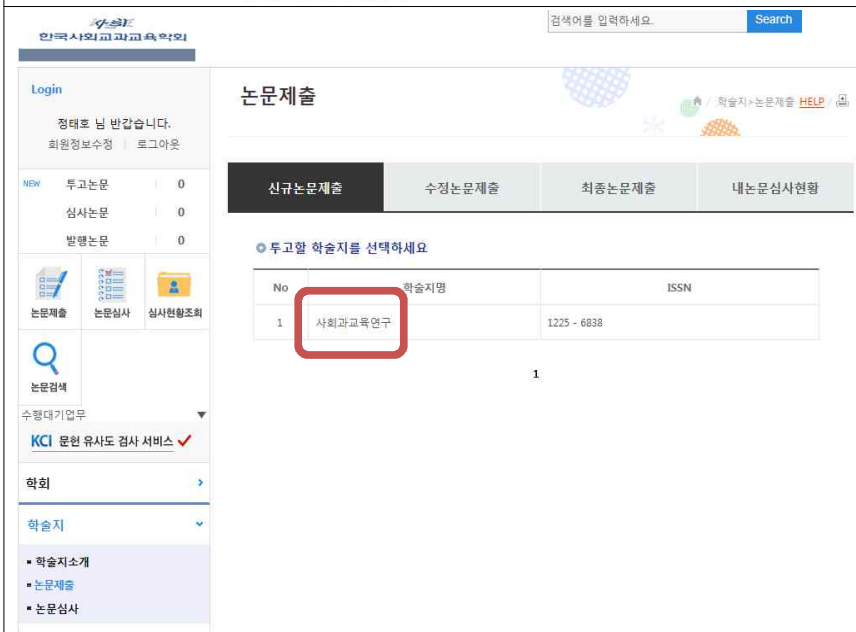 한국사회교과교육학회
검색어를 입력하세요.
Search
Login
정태호 님 반갑습니다.
회원정보수정 | 로그아웃
NEW 투고논문 | 0
심사논문 | 0
발행논문 | 0
논문제출 논문심사 심사현황조회
논문검색
수행대기업무 ▼
KCI 문헌 유사도 검사 서비스
학회
학술지
▪ 학술지소개
▪ 논문제출
▪ 논문심사
논문제출
/ 학술지>논문제출 HELP /
신규논문제출 수정논문제출 최종논문제출 내논문심사현황
투고할 학술지를 선택하세요
No 학술지명 ISSN
1 사회과교육연구 1225 - 6838
1